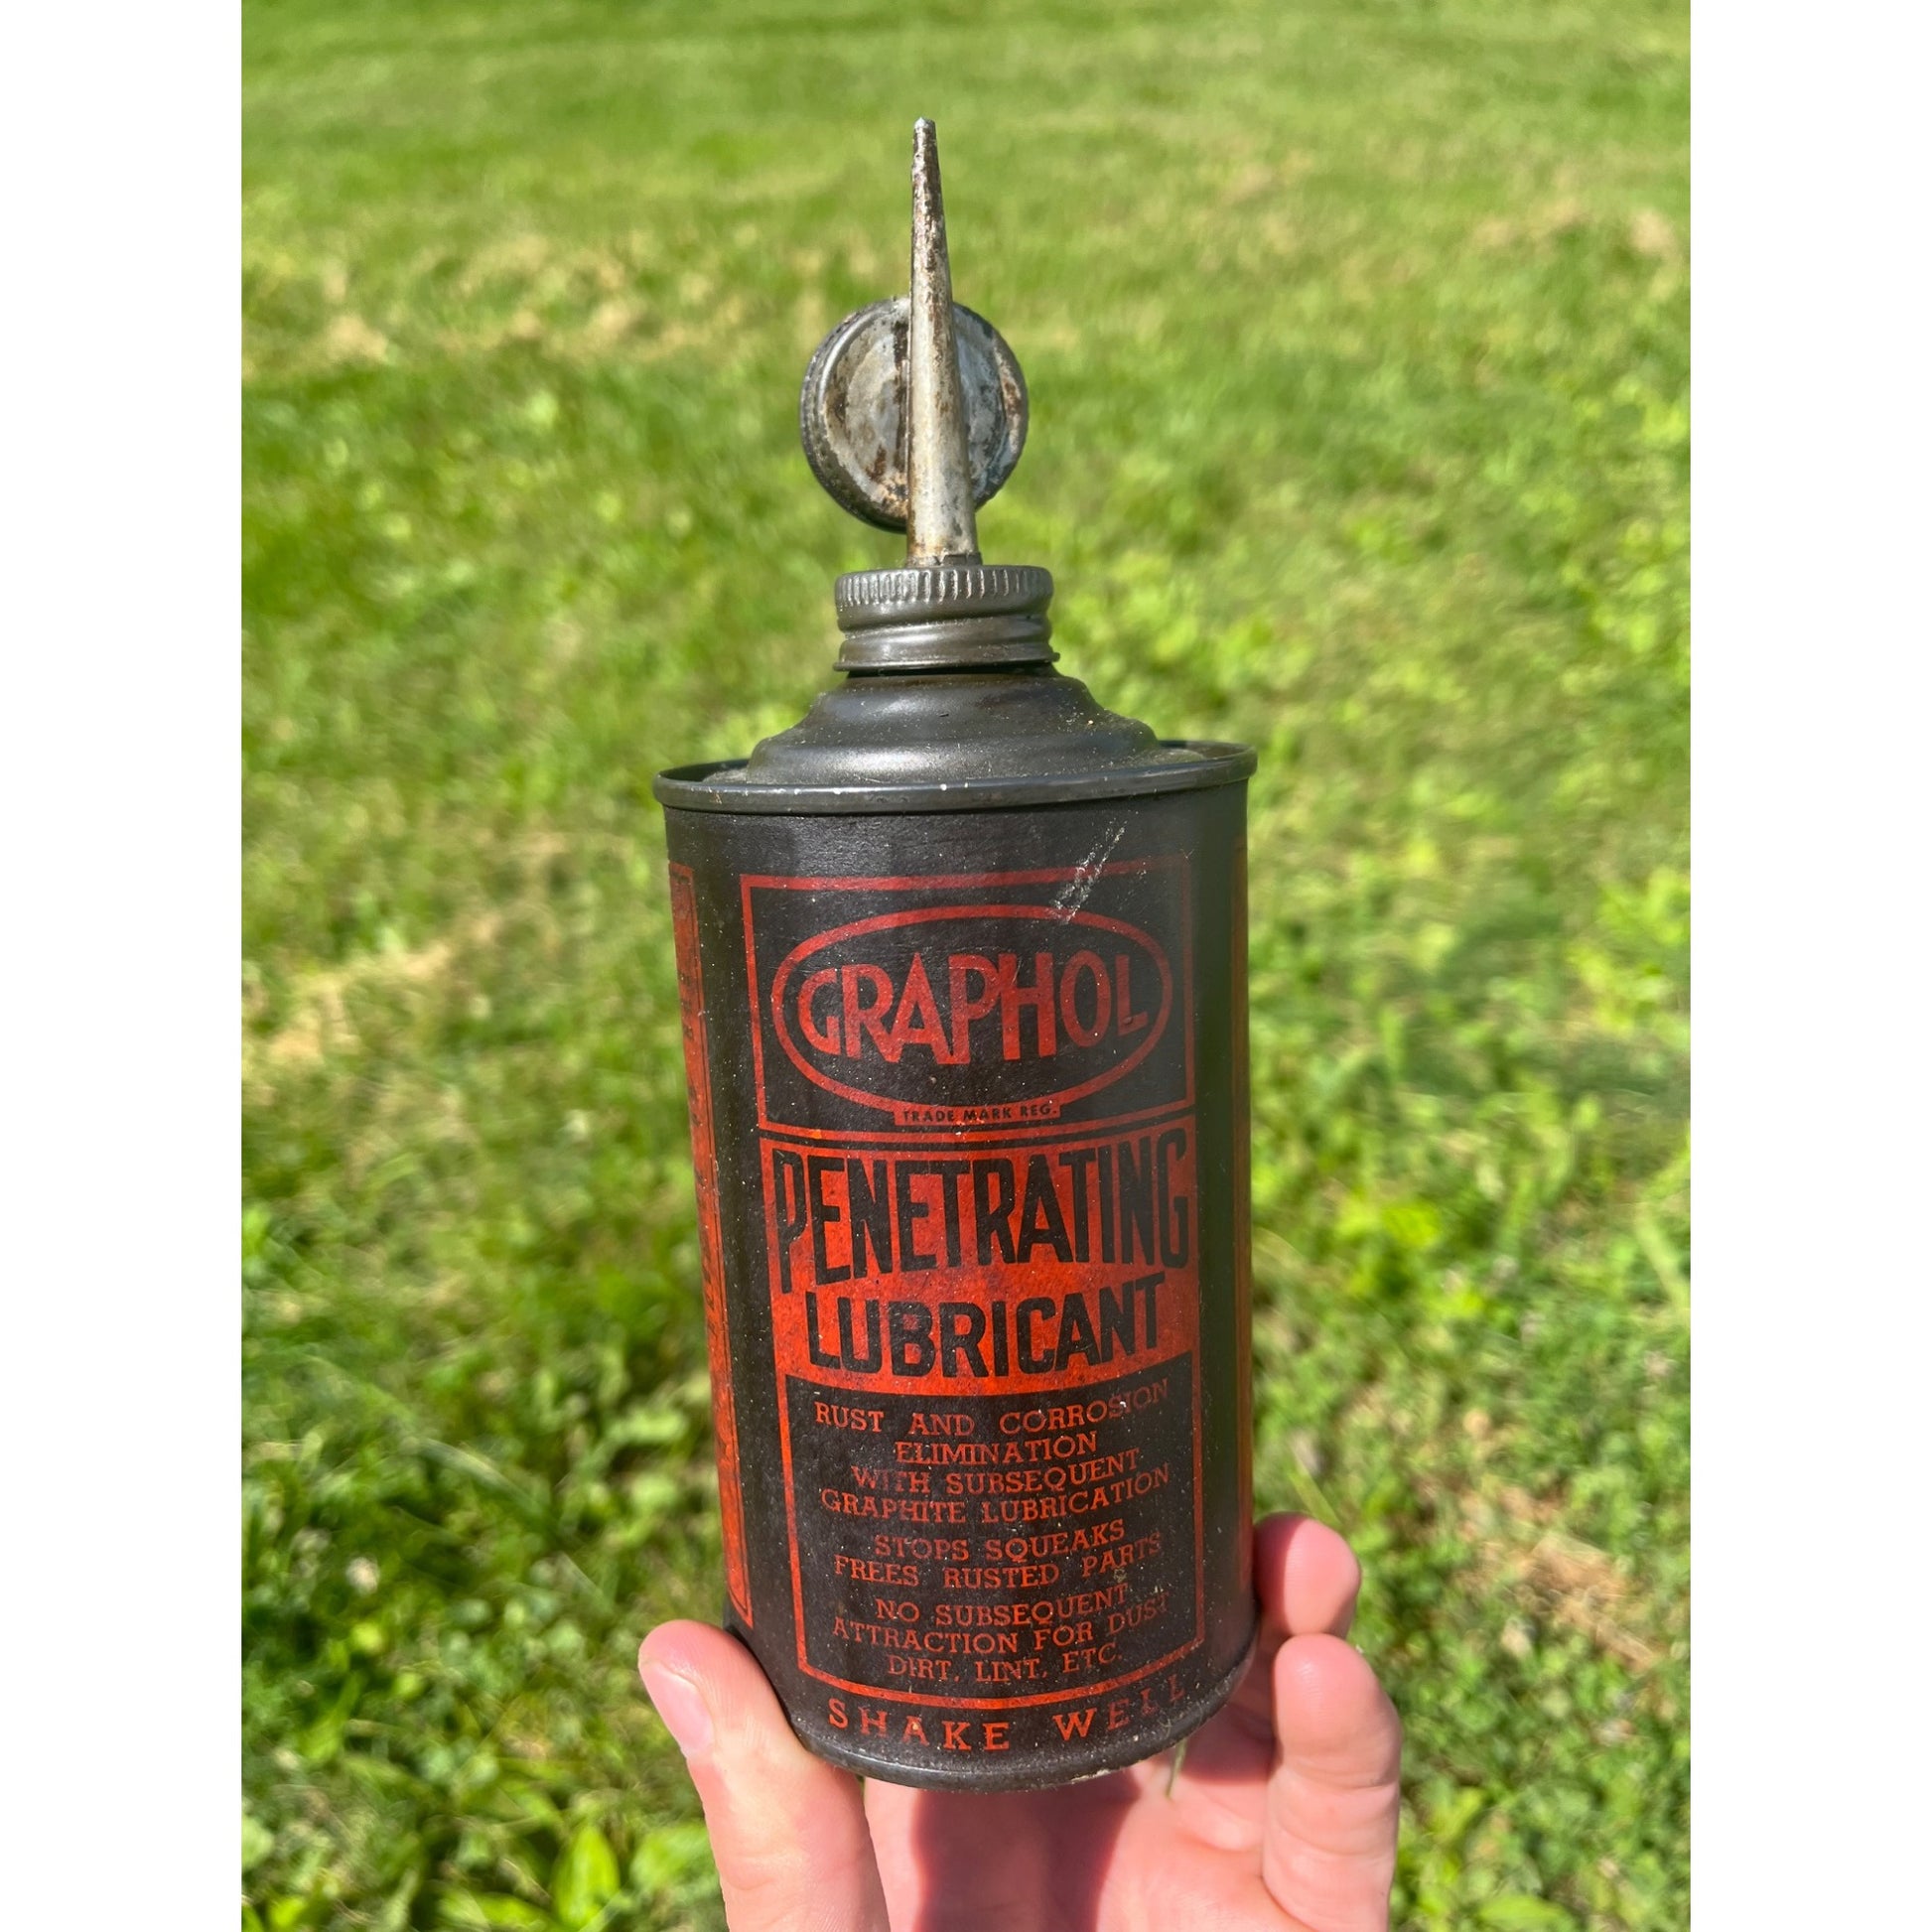 GRAPHOL
TRADE MARK REG.
PENETRATING
LUBRICANT
RUST AND CORROSION
ELIMINATION
WITH SUBSEQUENT
GRAPHITE LUBRICATION
STOPS SQUEAKS
FREES RUSTED PARTS
NO SUBSEQUENT
ATTRACTION FOR DUST
DIRT, LINT, ETC.
SHAKE WELL